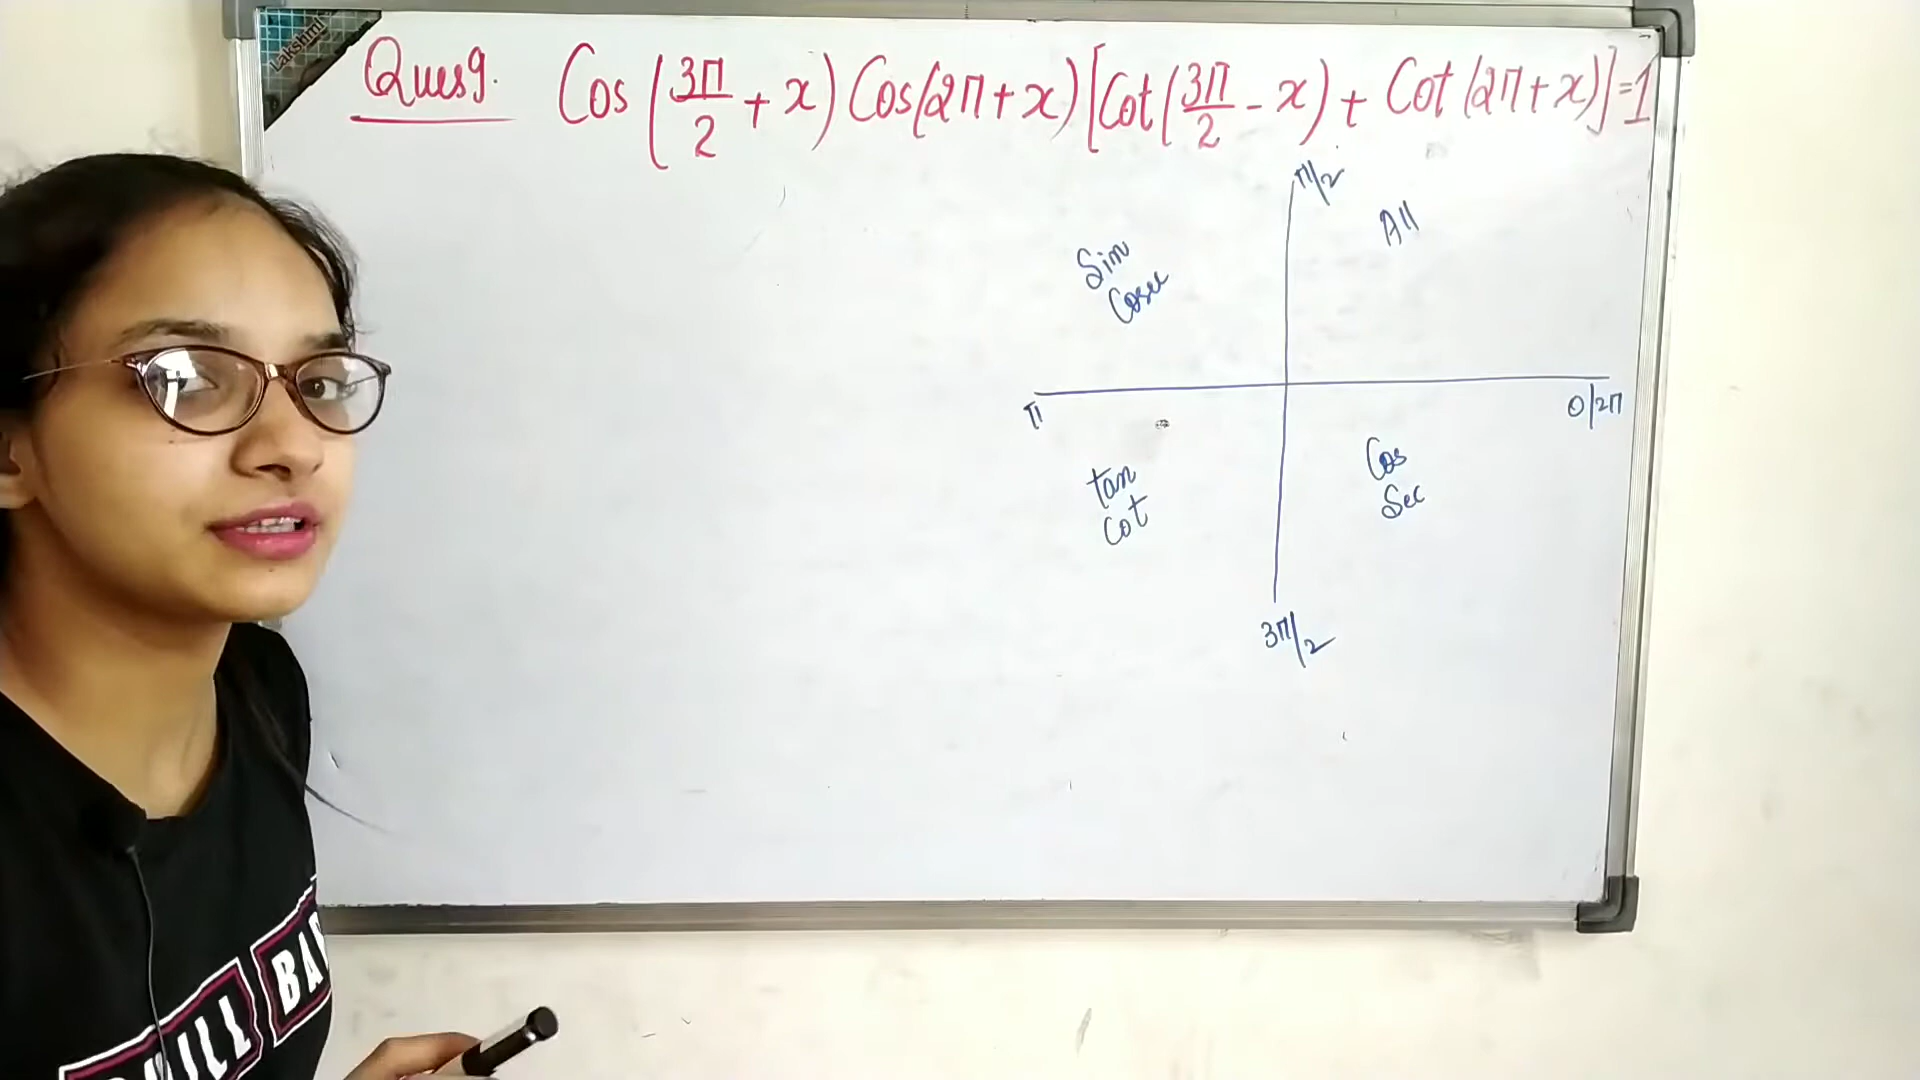 Lakshmi
Ques9. Cos (3π/2 + x) Cos(2π + x) [Cot(3π/2 - x) + Cot (2π + x)] = 1
π/2
All
Sin
Cosec
π
0/2π
tan
Cot
Cos
Sec
3π/2